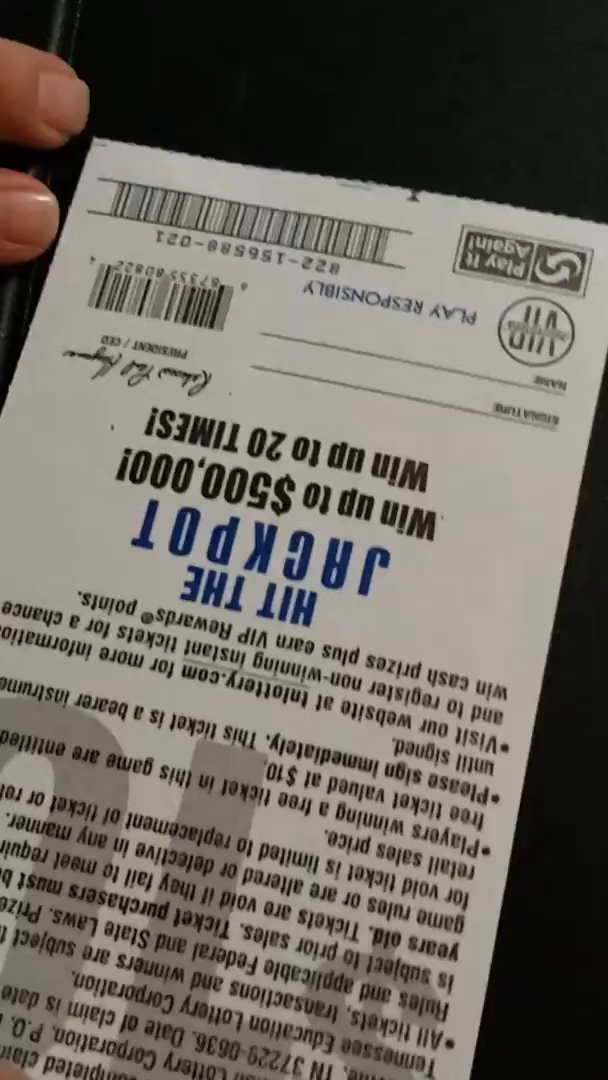 completed claim
Lottery Corporation, P.O.
TN 37229-0636. Date of claim is date
Tennessee Education Lottery Corporation.
•All tickets, transactions and winners are subject
Rules and applicable Federal and State Laws. Prize
is subject to prior sales. Ticket purchasers must
years old. Tickets are void if they fail to meet
game rules or are altered or defective in any manner.
for void ticket is limited to replacement of ticket or
retail sales price.
•Players winning a free ticket in this game are entitled
free ticket valued at $10.
•Please sign immediately. This ticket is a bearer
until signed.
•Visit our website at tnlottery.com for more
and to register non-winning instant tickets for a chance
win cash prizes plus earn VIP Rewards® points.
HIT THE
JACKPOT
Win up to $500,000!
Win up to 20 TIMES!
SIGNATURE
NAME
PRESIDENT / CEO
VIP
PLAY RESPONSIBLY
87355-80822
Play It
Again!
822-156588-021